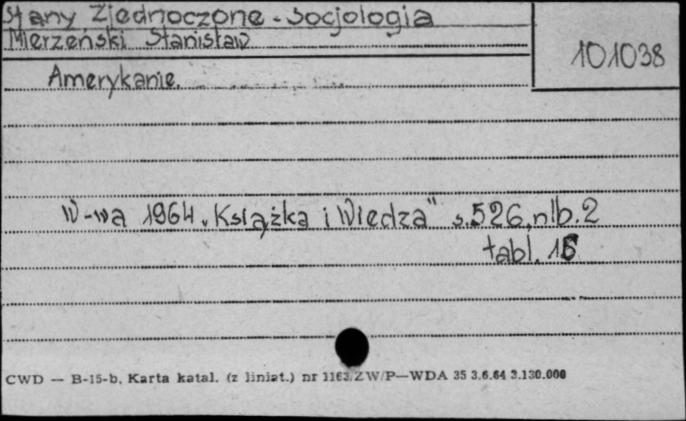 Stany Zjednoczone - Socjologia
Mierzeński Stanisław
101038
Amerykanie.
W-wa 1964 „Książka i Wiedza" s.526, nlb.2
tabl. 16
CWD — B-15-b, Karta katal. (z liniat.) nr 1163/ZW/P—WDA 35 3.6.64 3.130.000